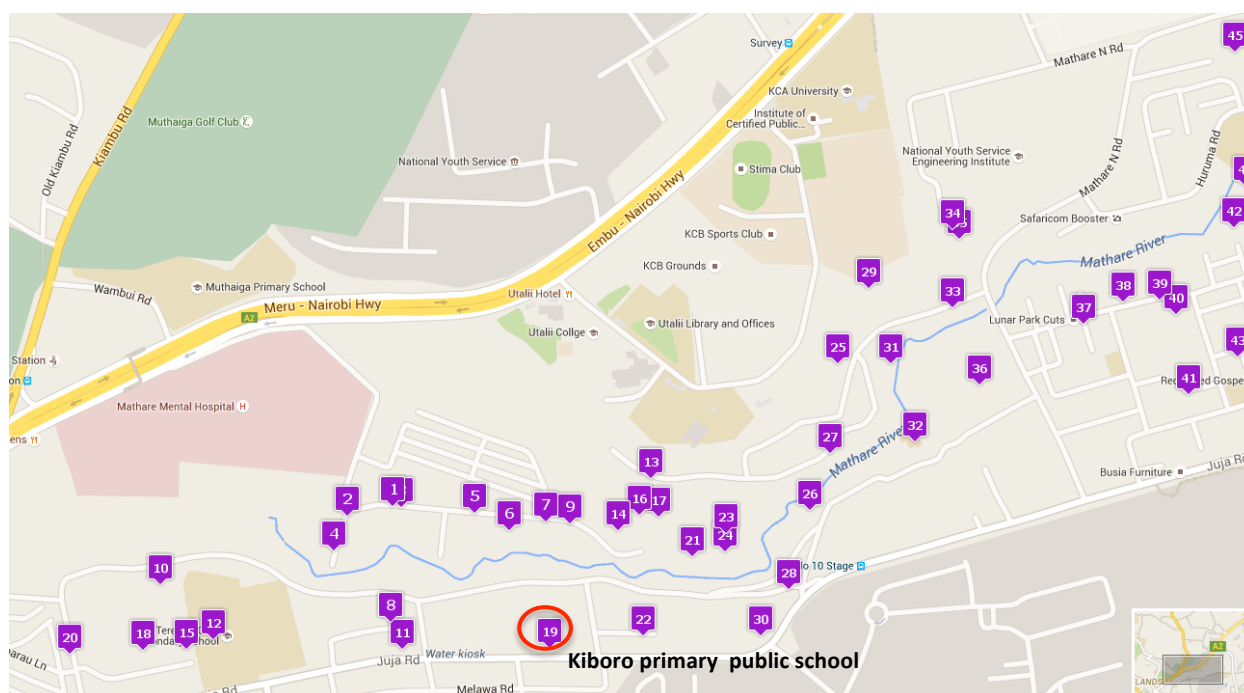 Survey
45
Mathare N Rd
KCA University
Kiambu Rd
Institute of
Certified Public...
Muthaiga Golf Club
Old Kiambu Rd
National Youth Service
National Youth Service
Engineering Institute
Huruma Rd
Mathare N Rd
Stima Club
Embu - Nairobi Hwy
34
Safaricom Booster
42
KCB Sports Club
Mathare River
KCB Grounds
29
Muthaiga Primary School
Wambui Rd
33
38
39
40
Utalii Hotel
Meru - Nairobi Hwy
A2
37
Lunar Park Cuts
Utalii Collge
Utalii Library and Offices
43
Station
25
31
36
41
Mathare Mental Hospital
32
27
Mathare River
13
Busia Furniture
Juja Rd
1
2
5
7
9
6
16
17
14
26
23
24
21
4
10
28
No 10 Stage
8
12
20
18
15
11
19
22
30
Juja Rd
Water kiosk
Kiboro primary public school
Melawa Rd
A2